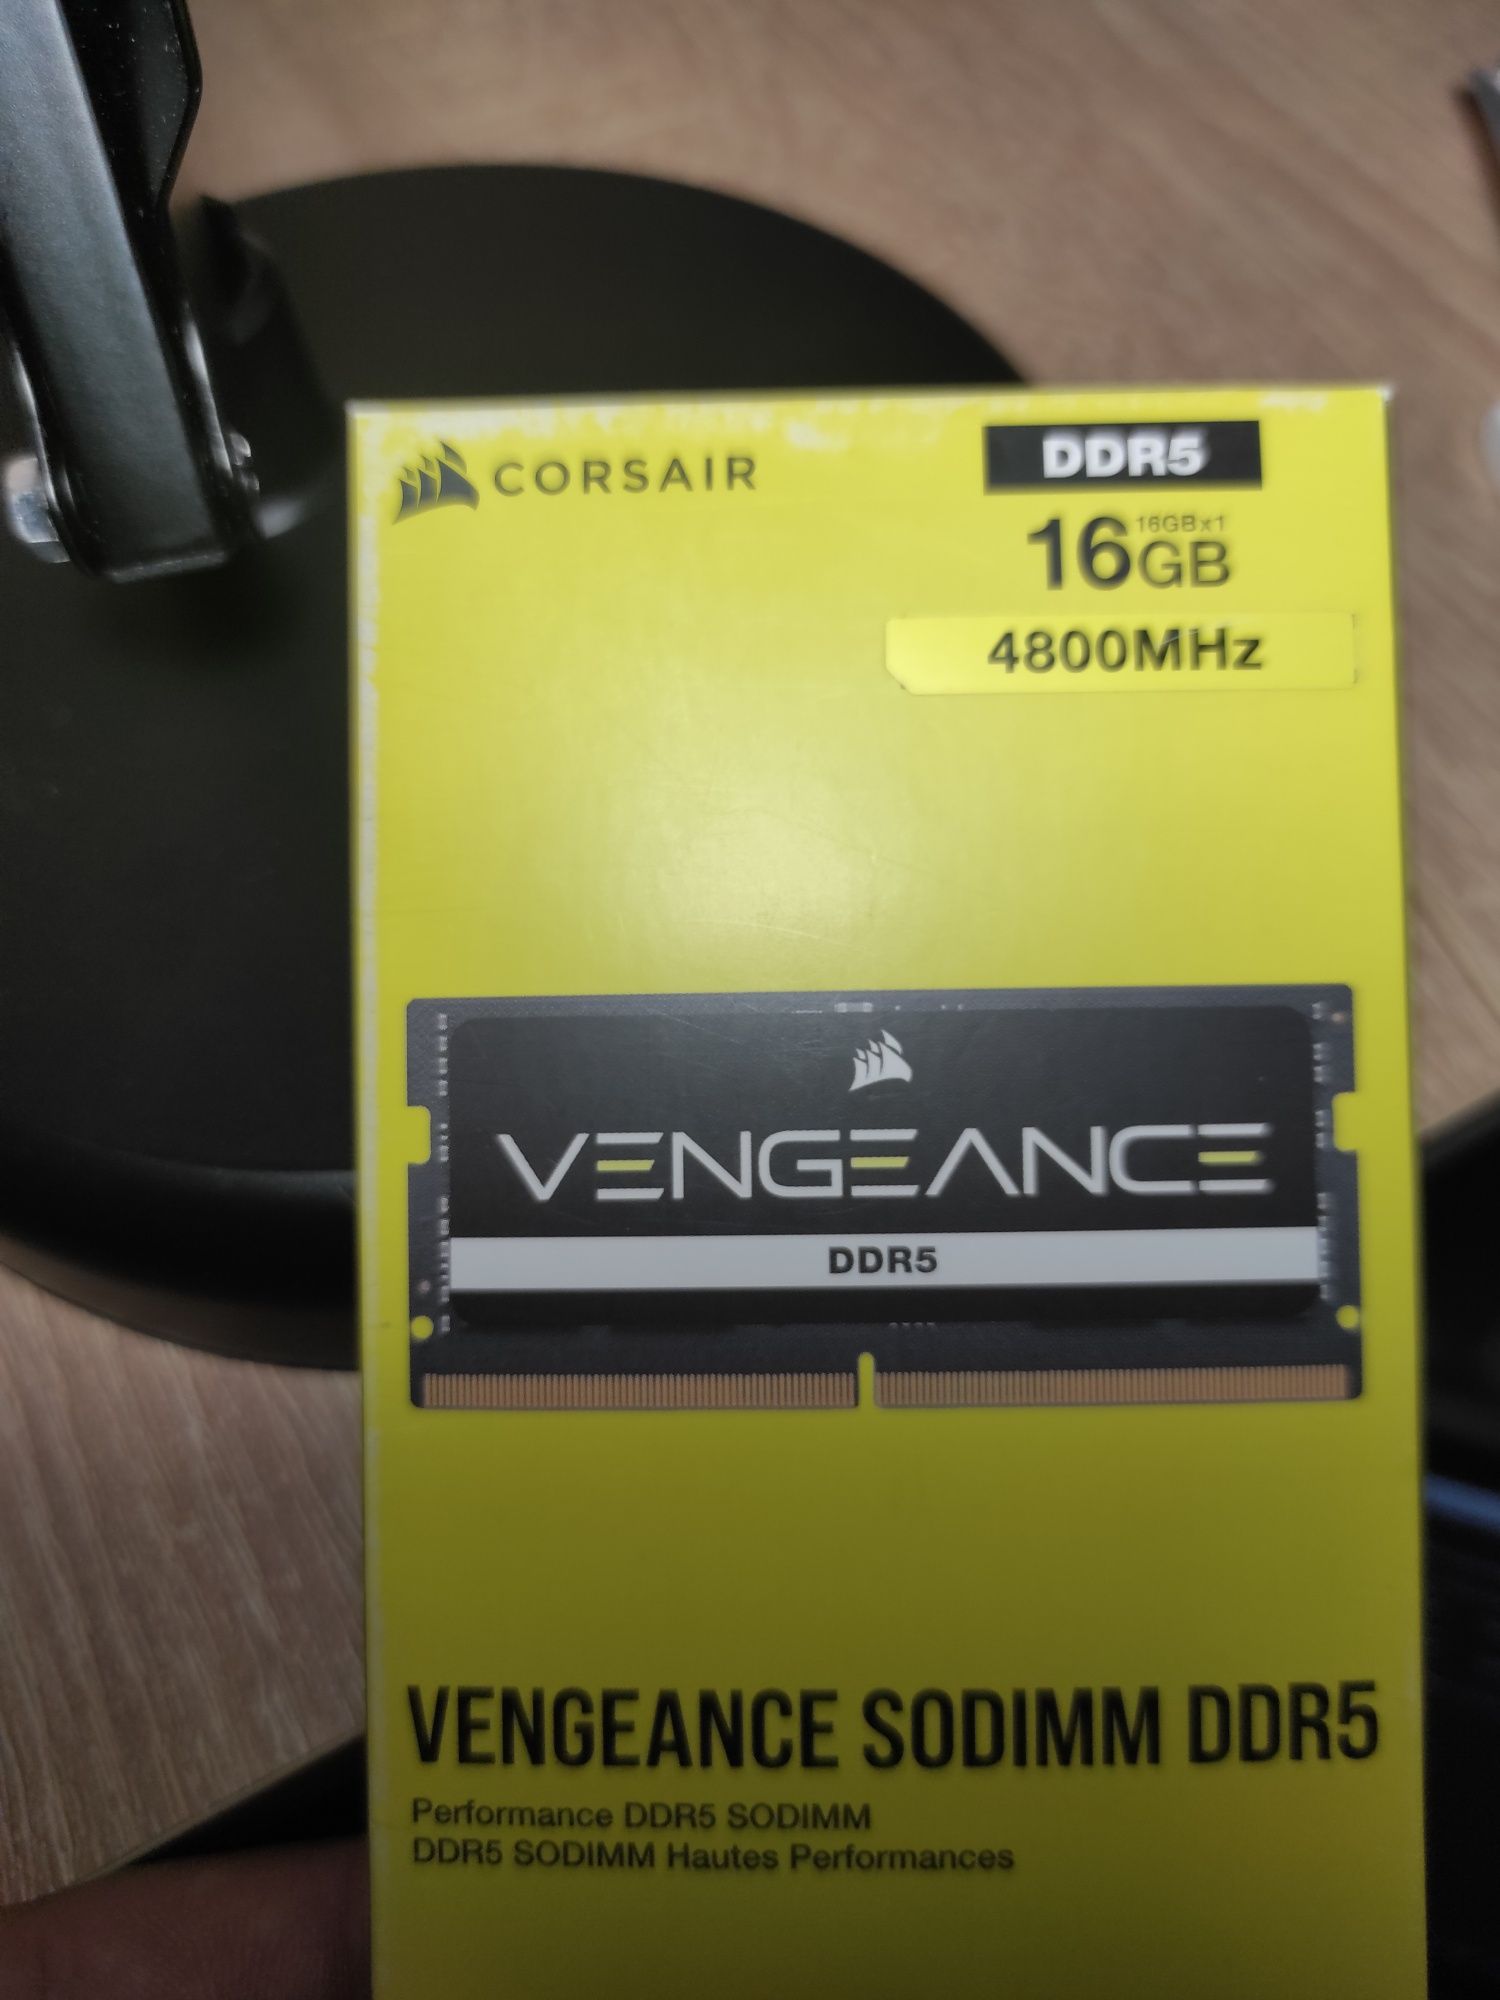 CORSAIR
DDR5
16GBx1
16GB
4800MHz
VENGEANCE
DDR5
VENGEANCE SODIMM DDR5
Performance DDR5 SODIMM
DDR5 SODIMM Hautes Performances